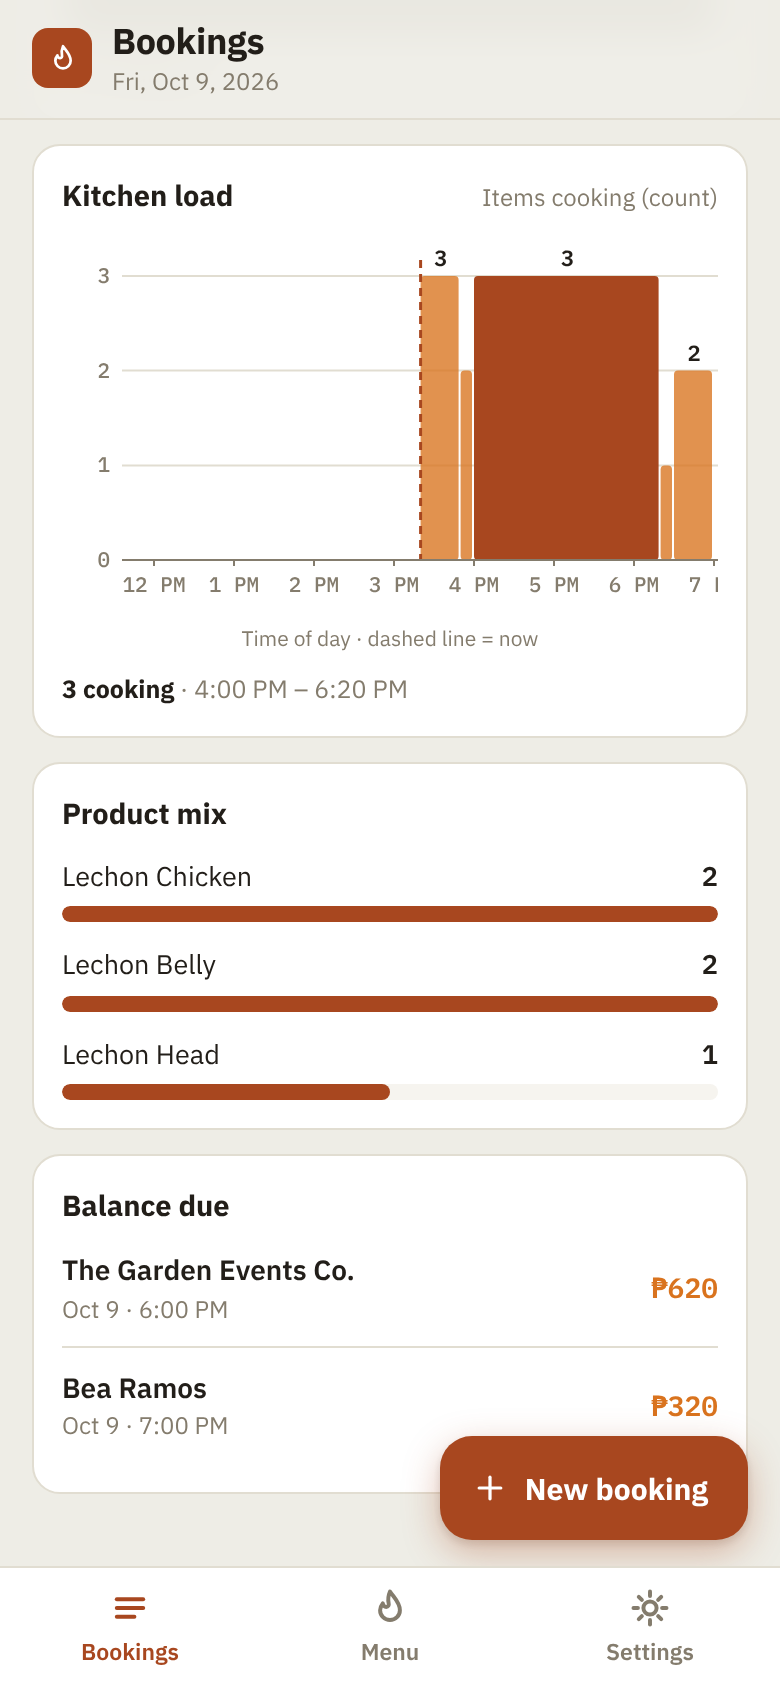 Bookings
Fri, Oct 9, 2026
Kitchen load
Items cooking (count)
3
3
3
2
2
1
0
12 PM 1 PM 2 PM 3 PM 4 PM 5 PM 6 PM 7
Time of day · dashed line = now
3 cooking · 4:00 PM – 6:20 PM
Product mix
Lechon Chicken 2
Lechon Belly 2
Lechon Head 1
Balance due
The Garden Events Co.
₱620
Oct 9 · 6:00 PM
Bea Ramos
₱320
Oct 9 · 7:00 PM
+ New booking
Bookings Menu Settings